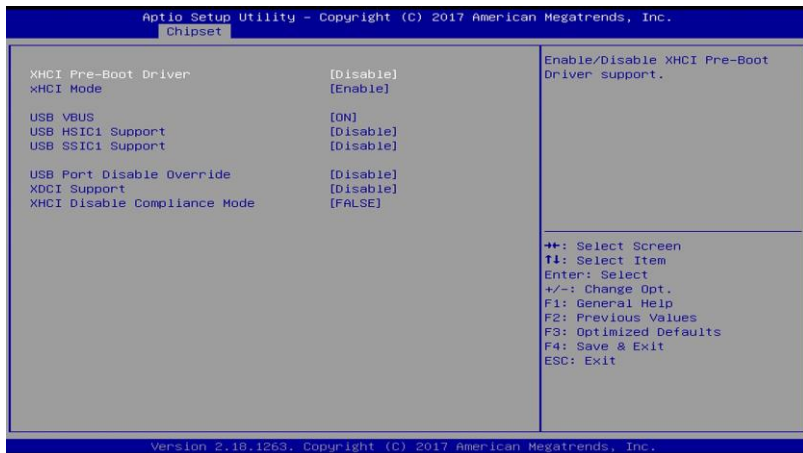 Aptio Setup Utility – Copyright (C) 2017 American Megatrends, Inc.
Chipset
XHCI Pre-Boot Driver [Disable]
xHCI Mode [Enable]
USB VBUS [ON]
USB HSIC1 Support [Disable]
USB SSIC1 Support [Disable]
USB Port Disable Override [Disable]
XDCI Support [Disable]
XHCI Disable Compliance Mode [FALSE]
Enable/Disable XHCI Pre-Boot
Driver support.
→←: Select Screen
↑↓: Select Item
Enter: Select
+/-: Change Opt.
F1: General Help
F2: Previous Values
F3: Optimized Defaults
F4: Save & Exit
ESC: Exit
Version 2.18.1263. Copyright (C) 2017 American Megatrends, Inc.